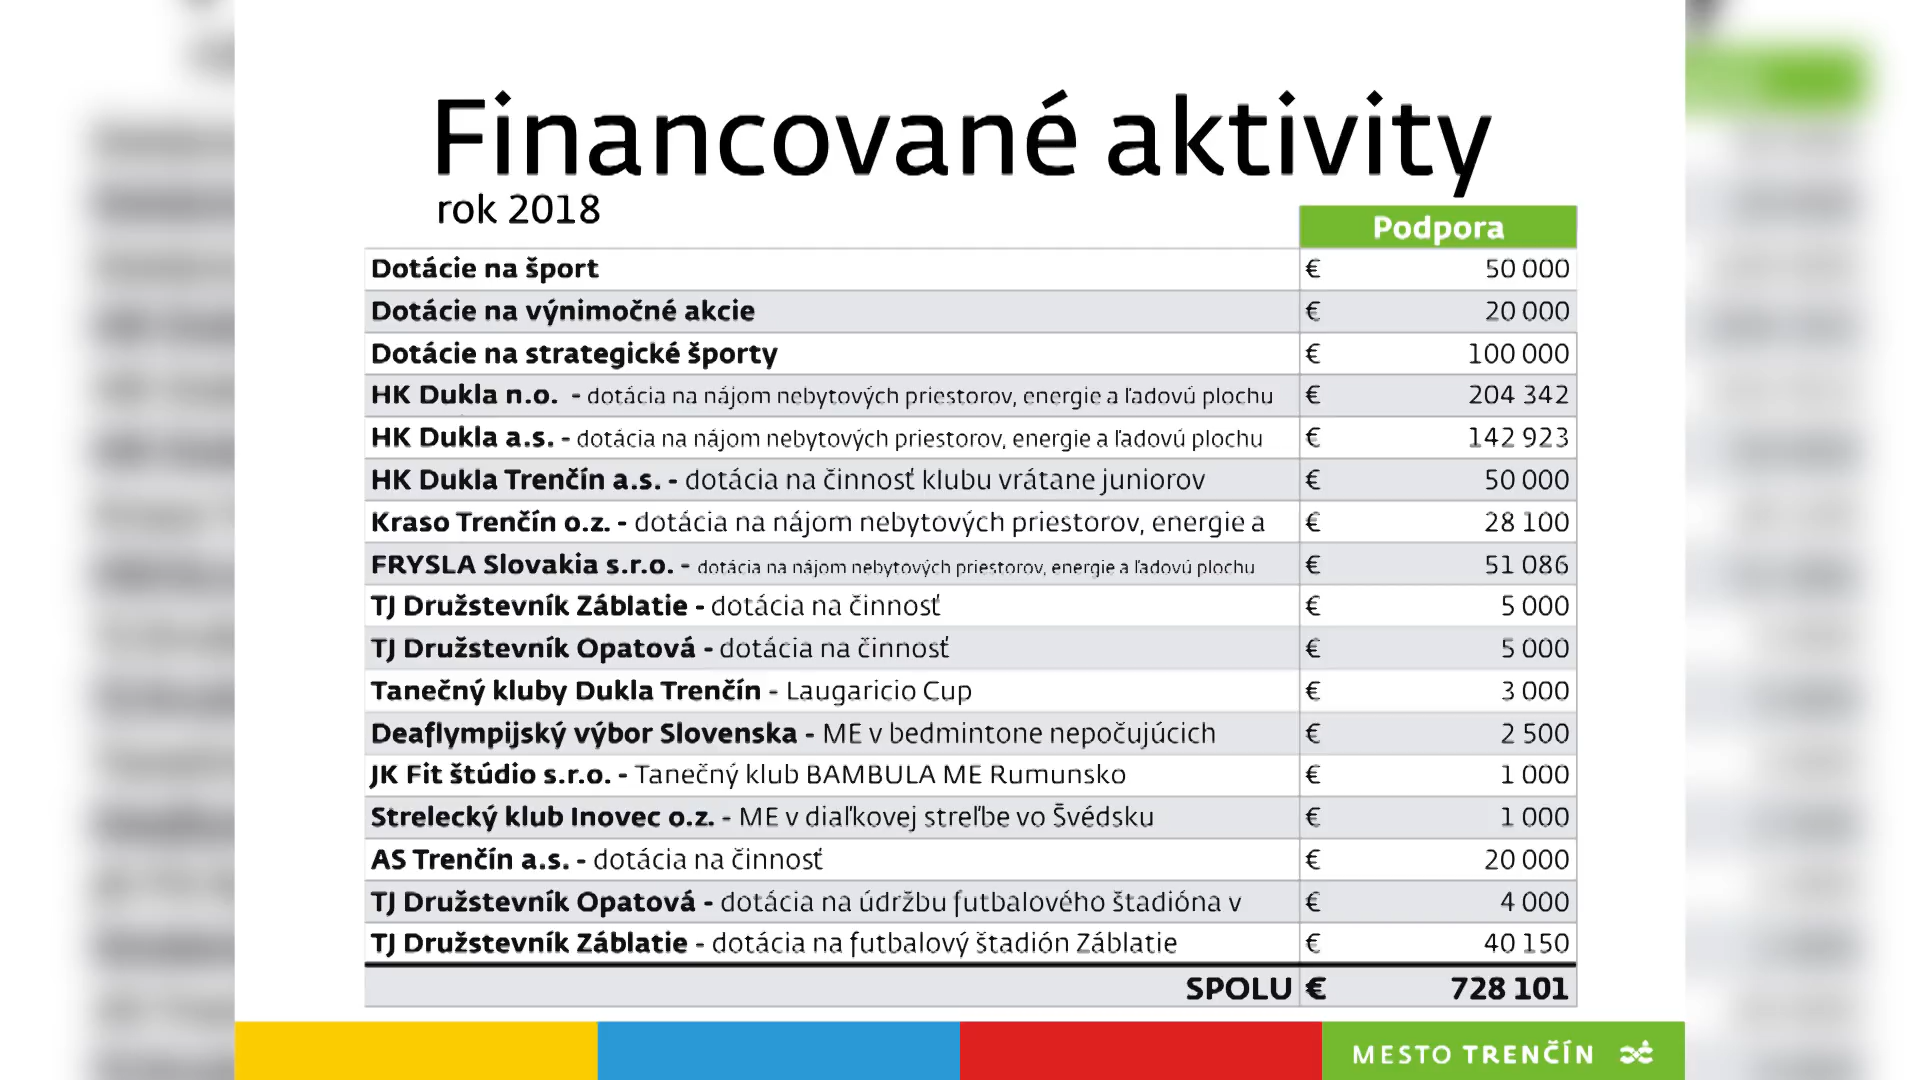 Financované aktivity
rok 2018
Podpora
Dotácie na šport € 50 000
Dotácie na výnimočné akcie € 20 000
Dotácie na strategické športy € 100 000
HK Dukla n.o. - dotácia na nájom nebytových priestorov, energie a ľadovú plochu € 204 342
HK Dukla a.s. - dotácia na nájom nebytových priestorov, energie a ľadovú plochu € 142 923
HK Dukla Trenčín a.s. - dotácia na činnosť klubu vrátane juniorov € 50 000
Kraso Trenčín o.z. - dotácia na nájom nebytových priestorov, energie a € 28 100
FRYSLA Slovakia s.r.o. - dotácia na nájom nebytových priestorov, energie a ľadovú plochu € 51 086
TJ Družstevník Záblatie - dotácia na činnosť € 5 000
TJ Družstevník Opatová - dotácia na činnosť € 5 000
Tanečný kluby Dukla Trenčín - Laugaricio Cup € 3 000
Deaflympijský výbor Slovenska - ME v bedmintone nepočujúcich € 2 500
JK Fit štúdio s.r.o. - Tanečný klub BAMBULA ME Rumunsko € 1 000
Strelecký klub Inovec o.z. - ME v diaľkovej streľbe vo Švédsku € 1 000
AS Trenčín a.s. - dotácia na činnosť € 20 000
TJ Družstevník Opatová - dotácia na údržbu futbalového štadióna v € 4 000
TJ Družstevník Záblatie - dotácia na futbalový štadión Záblatie € 40 150
SPOLU € 728 101
MESTO TRENČÍN